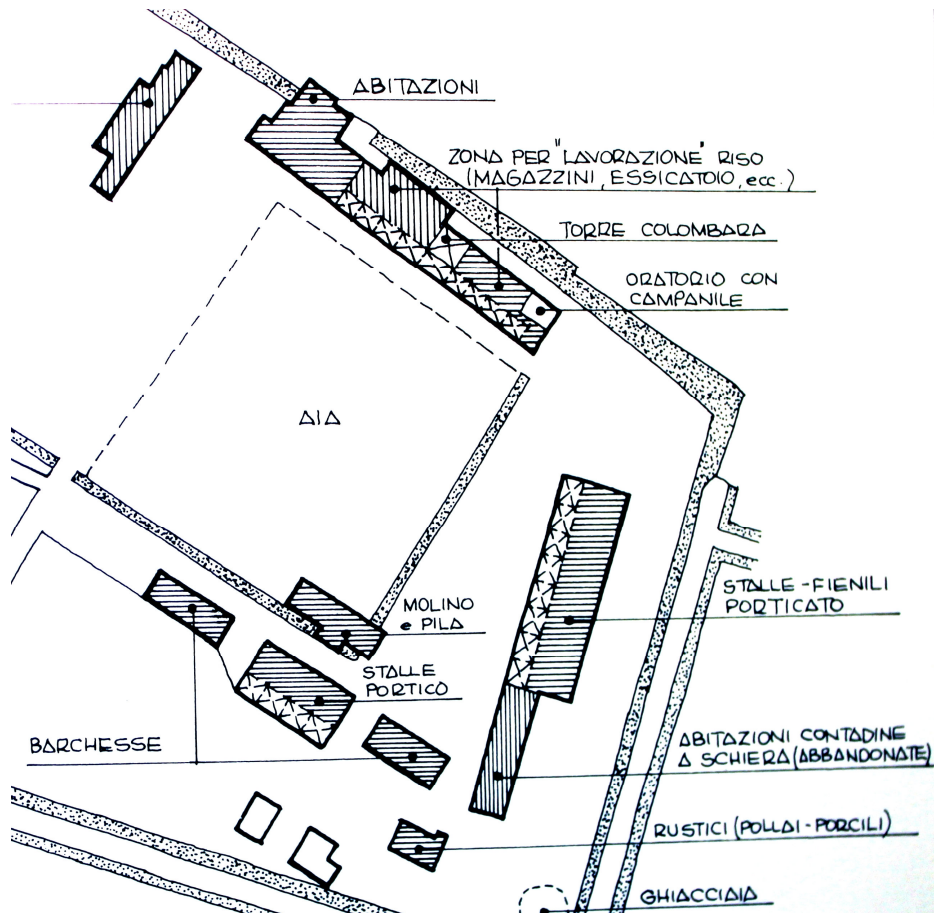 ABITAZIONI
ZONA PER "LAVORAZIONE" RISO
(MAGAZZINI, ESSICATOIO, ecc.)
TORRE COLOMBARA
ORATORIO CON
CAMPANILE
AIA
STALLE-FIENILI
PORTICATO
MOLINO
e PILA
STALLE
PORTICO
BARCHESSE
ABITAZIONI CONTADINE
A SCHIERA (ABBANDONATE)
RUSTICI (POLLAI-PORCILI)
GHIACCIAIA